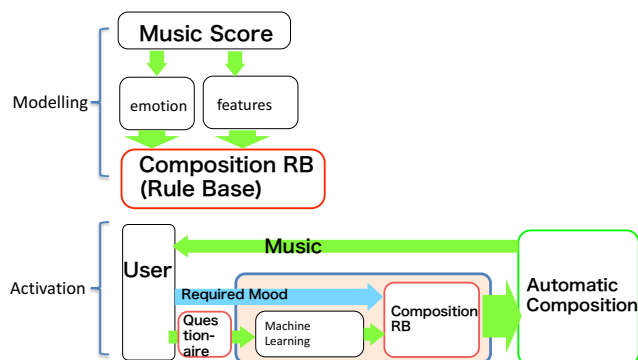 Music Score
Modelling
emotion
features
Composition RB
(Rule Base)
Music
User
Activation
Required Mood
Automatic
Composition
Ques
tion-
aire
Machine
Learning
Composition
RB